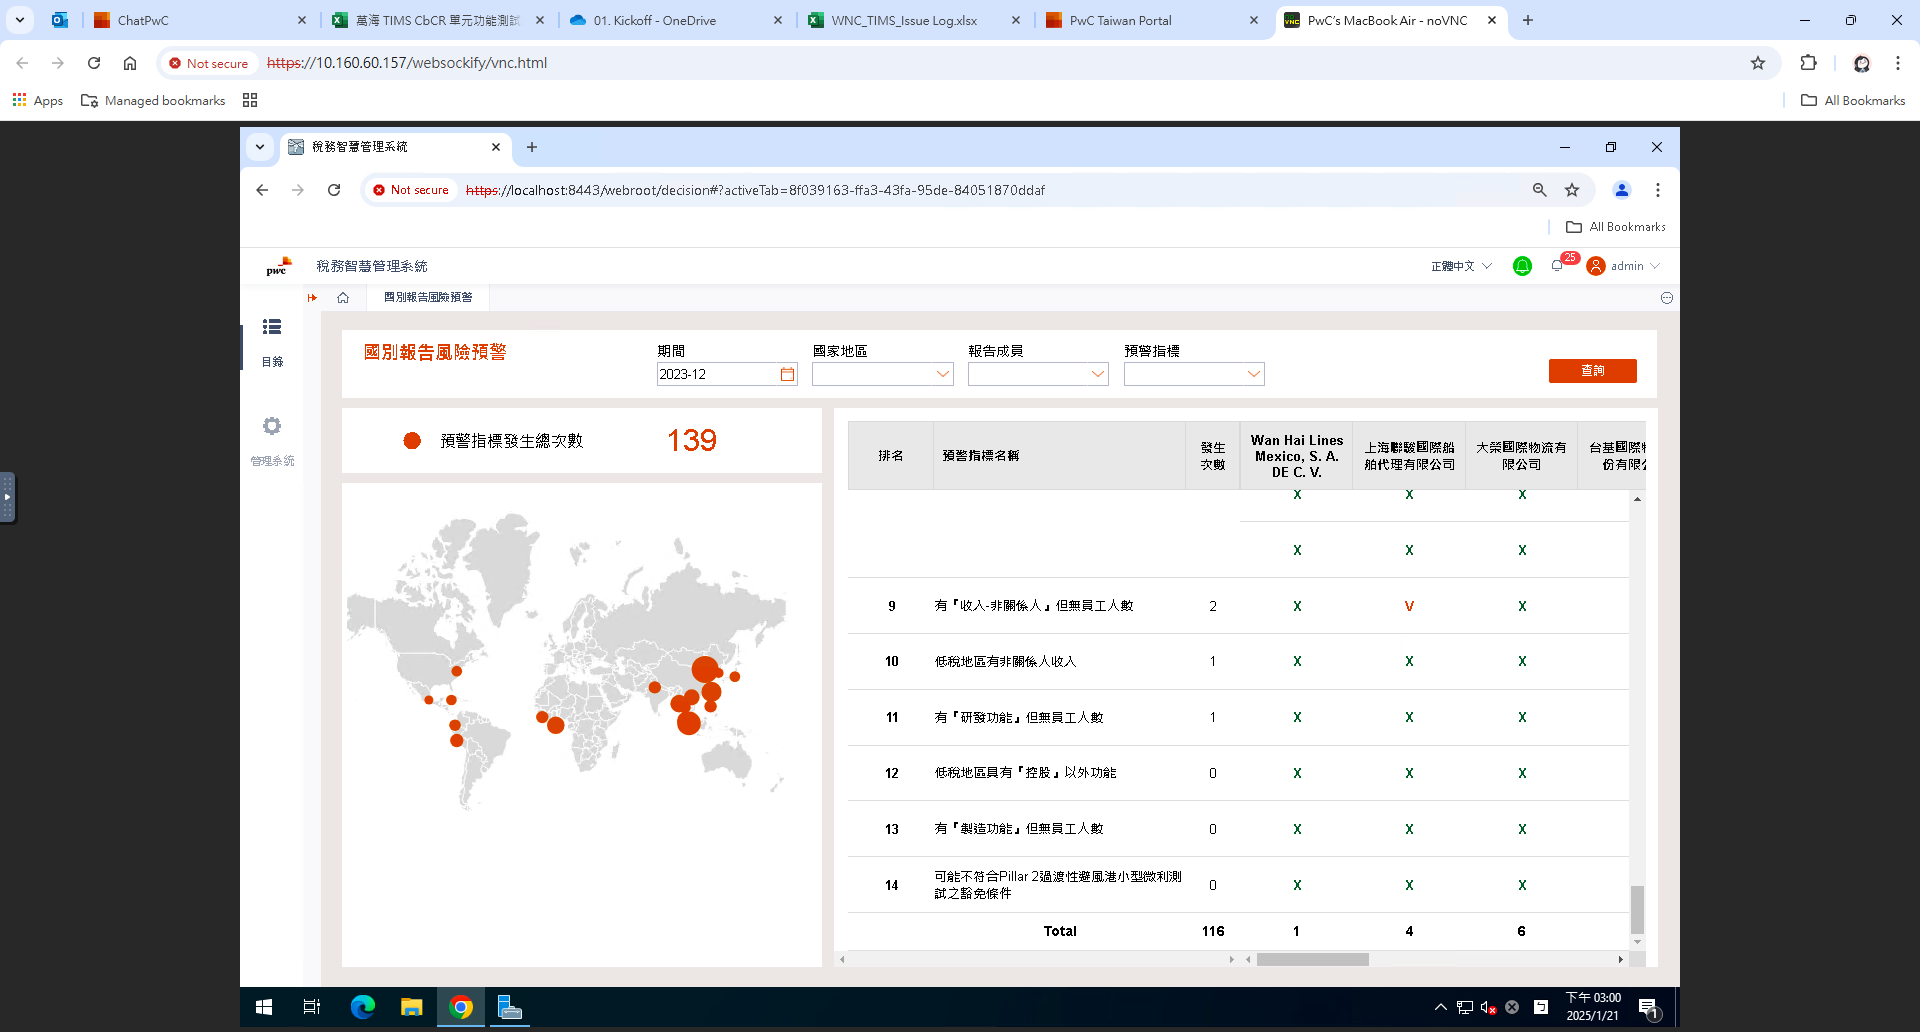 ChatPwC
萬海 TIMS CbCR 單元功能測試
01. Kickoff - OneDrive
WNC_TIMS_Issue Log.xlsx
PwC Taiwan Portal
PwC's MacBook Air - noVNC
Not secure https://10.160.60.157/websockify/vnc.html
Apps Managed bookmarks All Bookmarks
稅務智慧管理系統
Not secure https://localhost:8443/webroot/decision#?activeTab=8f039163-ffa3-43fa-95de-84051870ddaf
All Bookmarks
pwc 稅務智慧管理系統 正體中文 25 admin
國別報告風險預警
目錄
管理系統
國別報告風險預警
期間 國家地區 報告成員 預警指標
2023-12 查詢
預警指標發生總次數 139
排名 預警指標名稱 發生次數 Wan Hai Lines Mexico, S. A. DE C. V. 上海聯駿國際船舶代理有限公司 大榮國際物流有限公司 台基國際
份有限
X X X
X X X
9 有『收入-非關係人』但無員工人數 2 X V X
10 低稅地區有非關係人收入 1 X X X
11 有『研發功能』但無員工人數 1 X X X
12 低稅地區具有『控股』以外功能 0 X X X
13 有『製造功能』但無員工人數 0 X X X
14 可能不符合Pillar 2過渡性避風港小型微利測試之豁免條件 0 X X X
Total 116 1 4 6
下午 03:00
2025/1/21
1